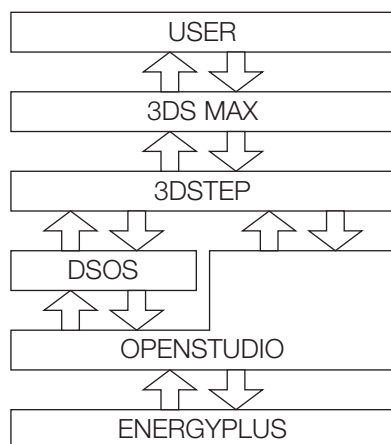 USER
3DS MAX
3DSTEP
DSOS
OPENSTUDIO
ENERGYPLUS